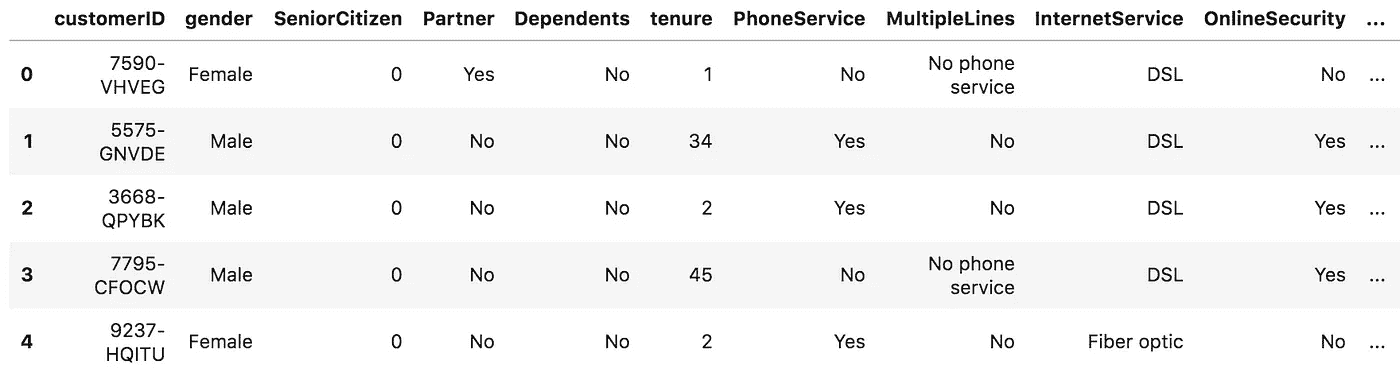 customerID gender SeniorCitizen Partner Dependents tenure PhoneService MultipleLines InternetService OnlineSecurity ...
0 7590-VHVEG Female 0 Yes No 1 No No phone service DSL No ...
1 5575-GNVDE Male 0 No No 34 Yes No DSL Yes ...
2 3668-QPYBK Male 0 No No 2 Yes No DSL Yes ...
3 7795-CFOCW Male 0 No No 45 No No phone service DSL Yes ...
4 9237-HQITU Female 0 No No 2 Yes No Fiber optic No ...